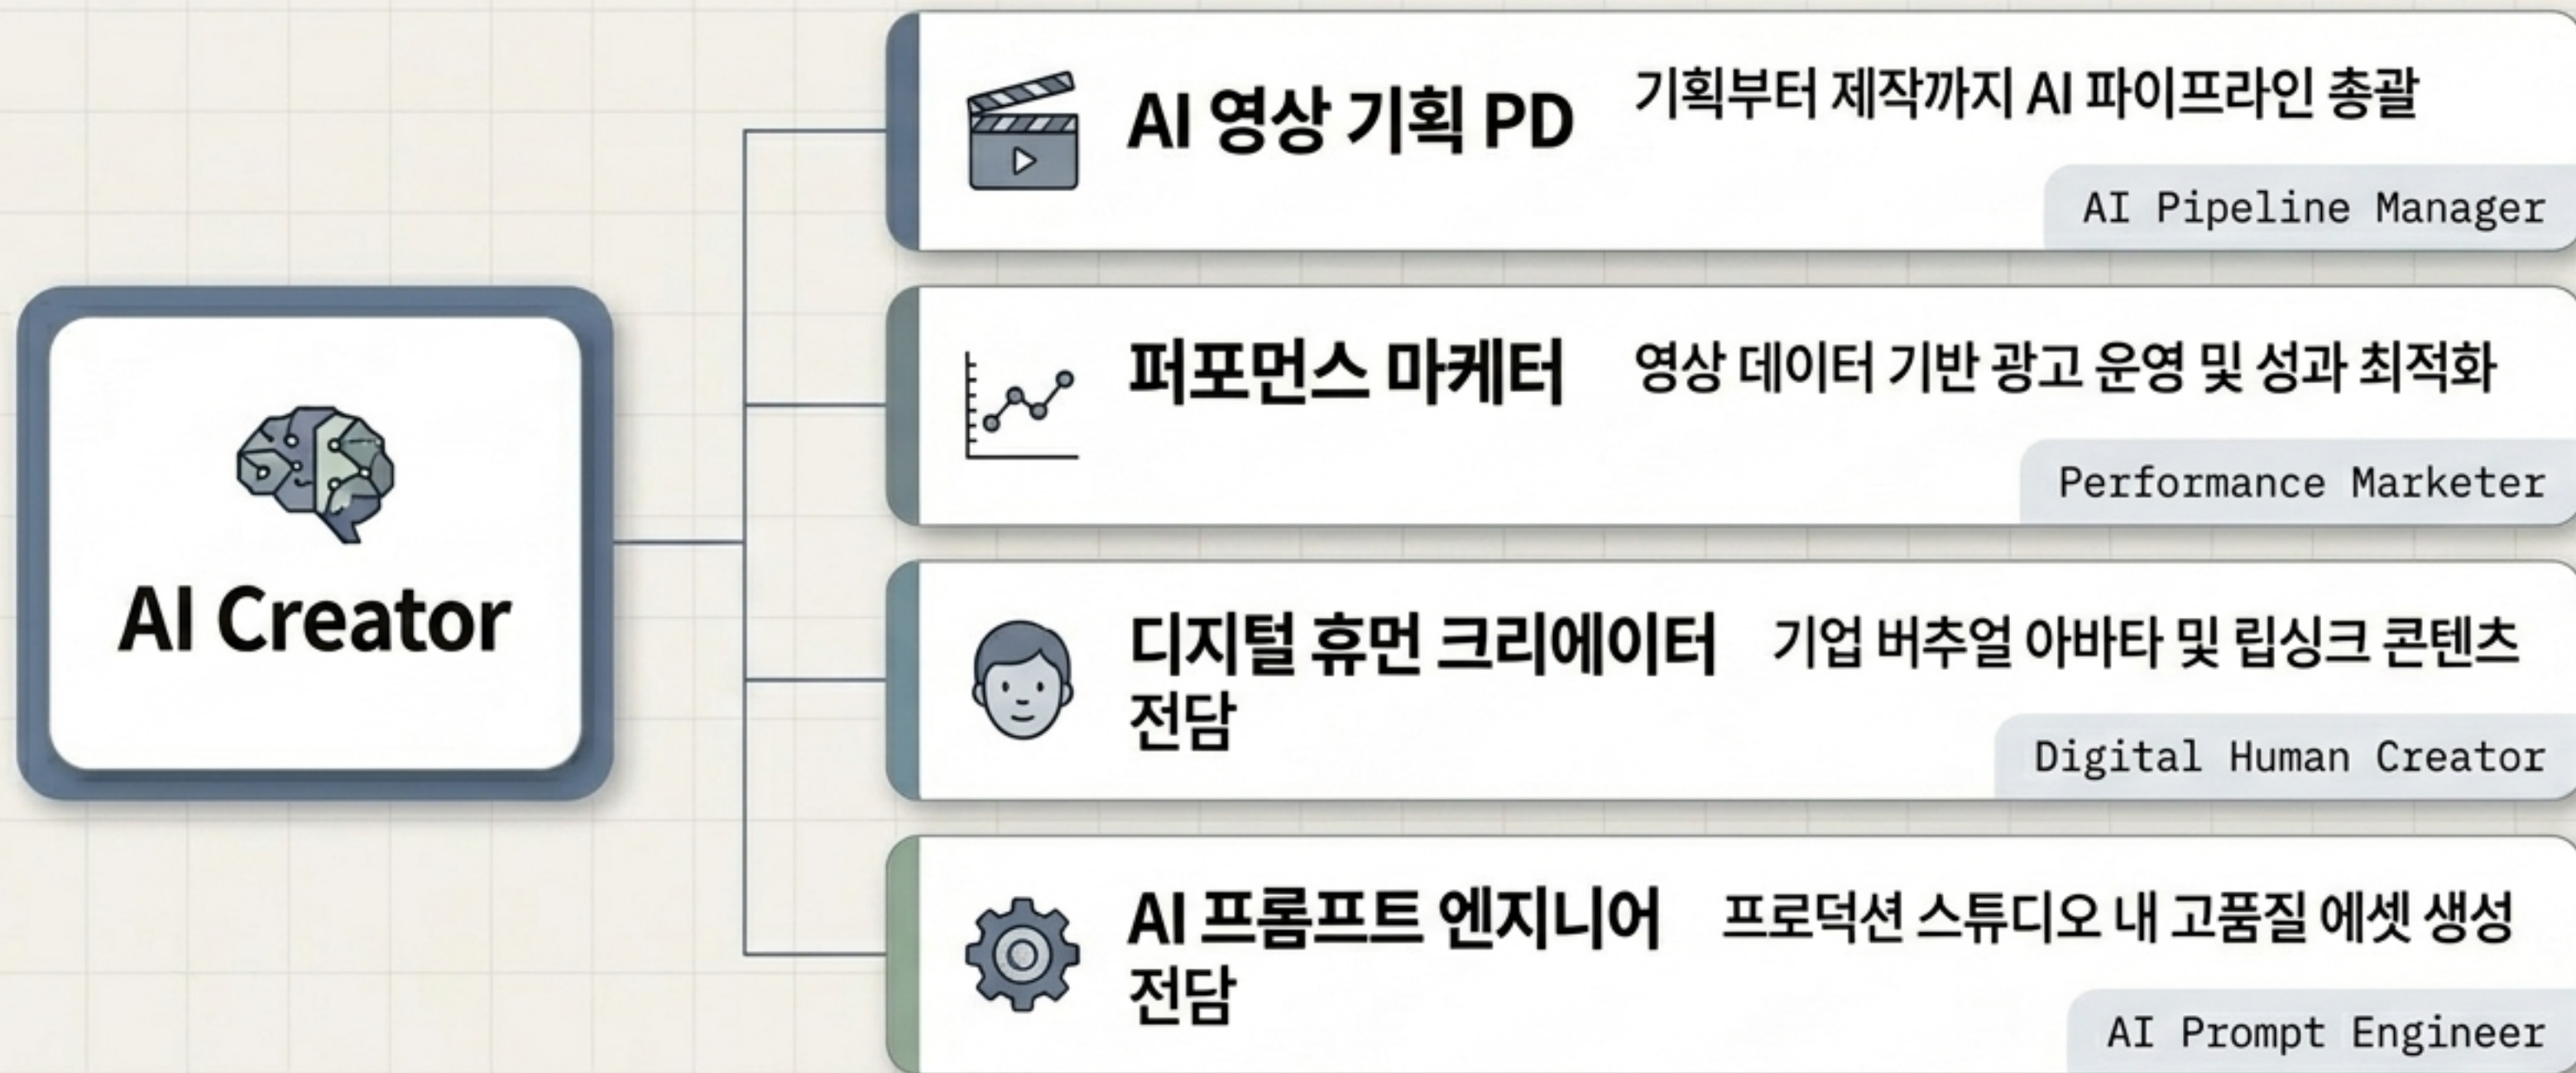 AI Creator
AI 영상 기획 PD
기획부터 제작까지 AI 파이프라인 총괄
AI Pipeline Manager
퍼포먼스 마케터
영상 데이터 기반 광고 운영 및 성과 최적화
Performance Marketer
디지털 휴먼 크리에이터
전담
기업 버추얼 아바타 및 립싱크 콘텐츠
Digital Human Creator
AI 프롬프트 엔지니어
전담
프로덕션 스튜디오 내 고품질 에셋 생성
AI Prompt Engineer